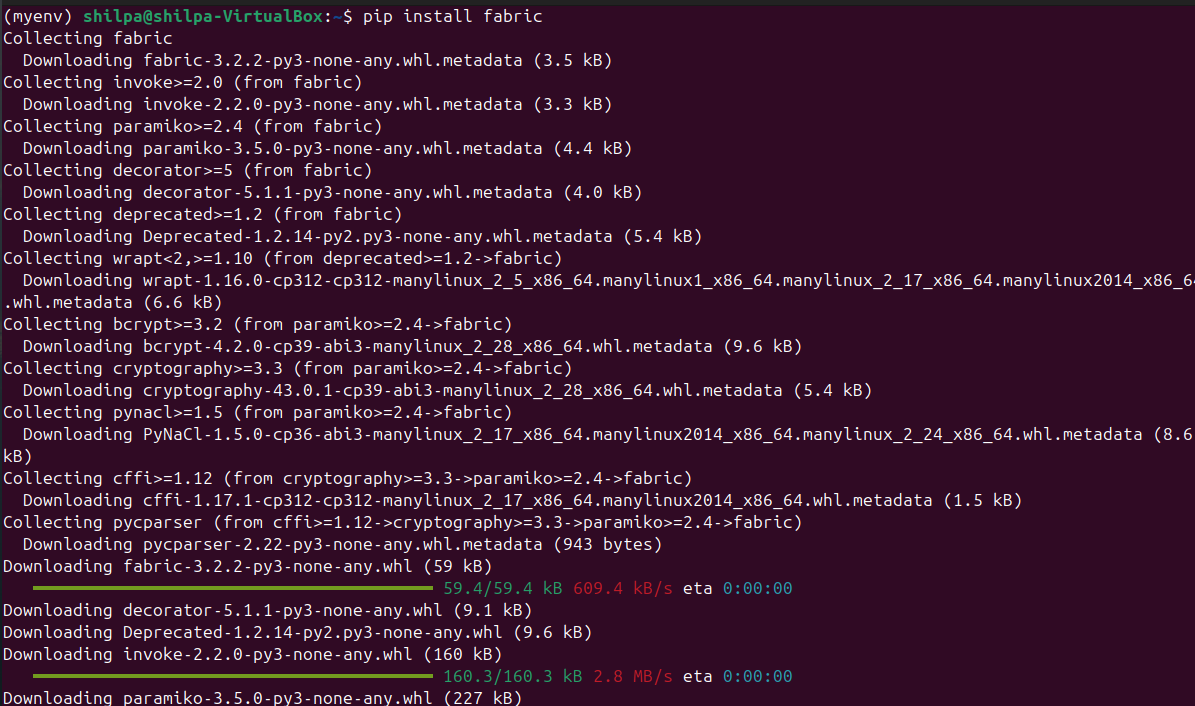 (myenv) shilpa@shilpa-VirtualBox:~$ pip install fabric
Collecting fabric
  Downloading fabric-3.2.2-py3-none-any.whl.metadata (3.5 kB)
Collecting invoke>=2.0 (from fabric)
  Downloading invoke-2.2.0-py3-none-any.whl.metadata (3.3 kB)
Collecting paramiko>=2.4 (from fabric)
  Downloading paramiko-3.5.0-py3-none-any.whl.metadata (4.4 kB)
Collecting decorator>=5 (from fabric)
  Downloading decorator-5.1.1-py3-none-any.whl.metadata (4.0 kB)
Collecting deprecated>=1.2 (from fabric)
  Downloading Deprecated-1.2.14-py2.py3-none-any.whl.metadata (5.4 kB)
Collecting wrapt<2,>=1.10 (from deprecated>=1.2->fabric)
  Downloading wrapt-1.16.0-cp312-cp312-manylinux_2_5_x86_64.manylinux1_x86_64.manylinux_2_17_x86_64.manylinux2014_x86_64
.whl.metadata (6.6 kB)
Collecting bcrypt>=3.2 (from paramiko>=2.4->fabric)
  Downloading bcrypt-4.2.0-cp39-abi3-manylinux_2_28_x86_64.whl.metadata (9.6 kB)
Collecting cryptography>=3.3 (from paramiko>=2.4->fabric)
  Downloading cryptography-43.0.1-cp39-abi3-manylinux_2_28_x86_64.whl.metadata (5.4 kB)
Collecting pynacl>=1.5 (from paramiko>=2.4->fabric)
  Downloading PyNaCl-1.5.0-cp36-abi3-manylinux_2_17_x86_64.manylinux2014_x86_64.manylinux_2_24_x86_64.whl.metadata (8.6
kB)
Collecting cffi>=1.12 (from cryptography>=3.3->paramiko>=2.4->fabric)
  Downloading cffi-1.17.1-cp312-cp312-manylinux_2_17_x86_64.manylinux2014_x86_64.whl.metadata (1.5 kB)
Collecting pycparser (from cffi>=1.12->cryptography>=3.3->paramiko>=2.4->fabric)
  Downloading pycparser-2.22-py3-none-any.whl.metadata (943 bytes)
Downloading fabric-3.2.2-py3-none-any.whl (59 kB)
59.4/59.4 kB 609.4 kB/s eta 0:00:00
Downloading decorator-5.1.1-py3-none-any.whl (9.1 kB)
Downloading Deprecated-1.2.14-py2.py3-none-any.whl (9.6 kB)
Downloading invoke-2.2.0-py3-none-any.whl (160 kB)
160.3/160.3 kB 2.8 MB/s eta 0:00:00
Downloading paramiko-3.5.0-py3-none-any.whl (227 kB)